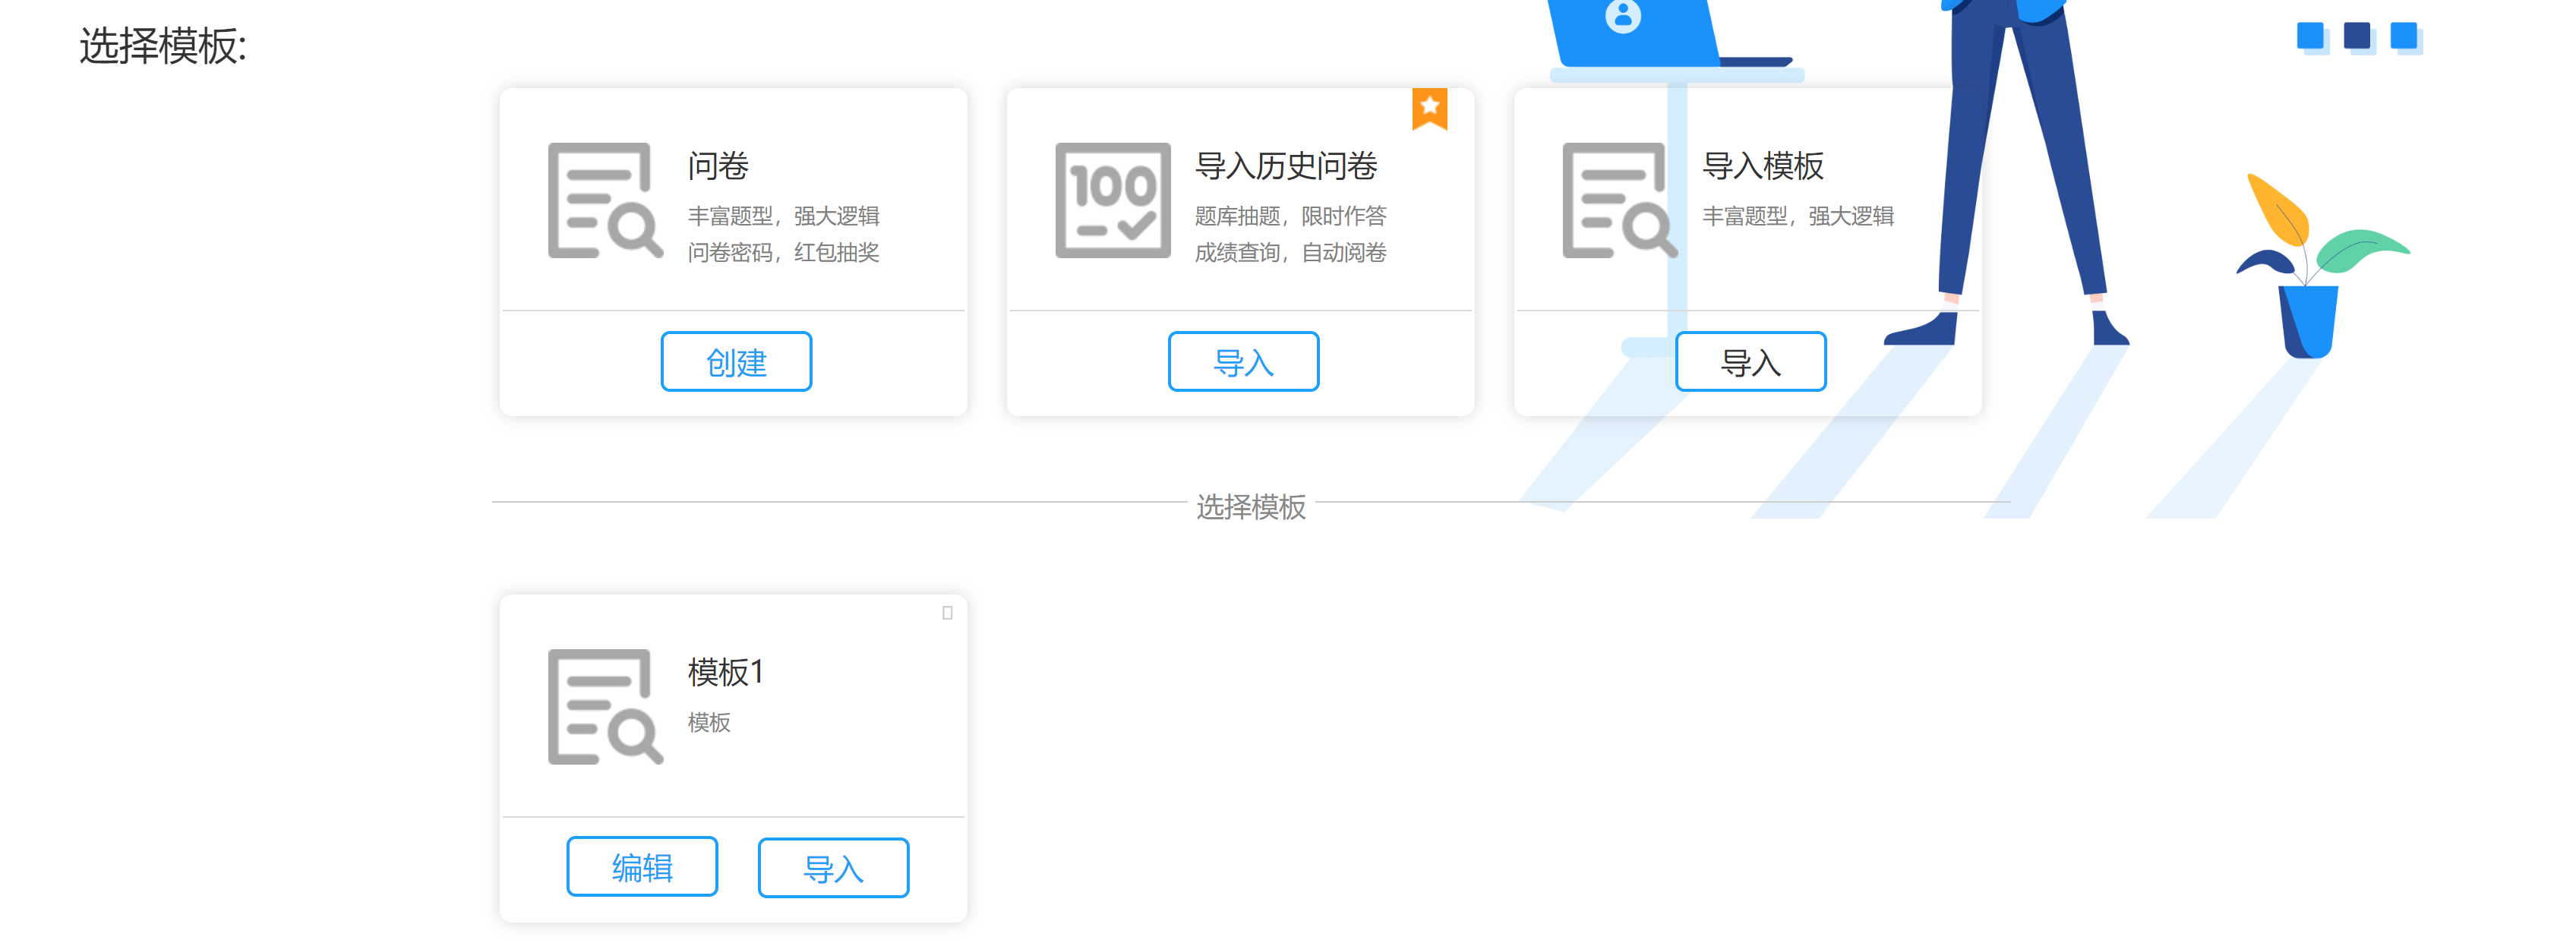 选择模板:
问卷
丰富题型，强大逻辑
问卷密码，红包抽奖
创建
100
导入历史问卷
题库抽题，限时作答
成绩查询，自动阅卷
导入
导入模板
丰富题型，强大逻辑
导入
选择模板
模板1
模板
编辑
导入